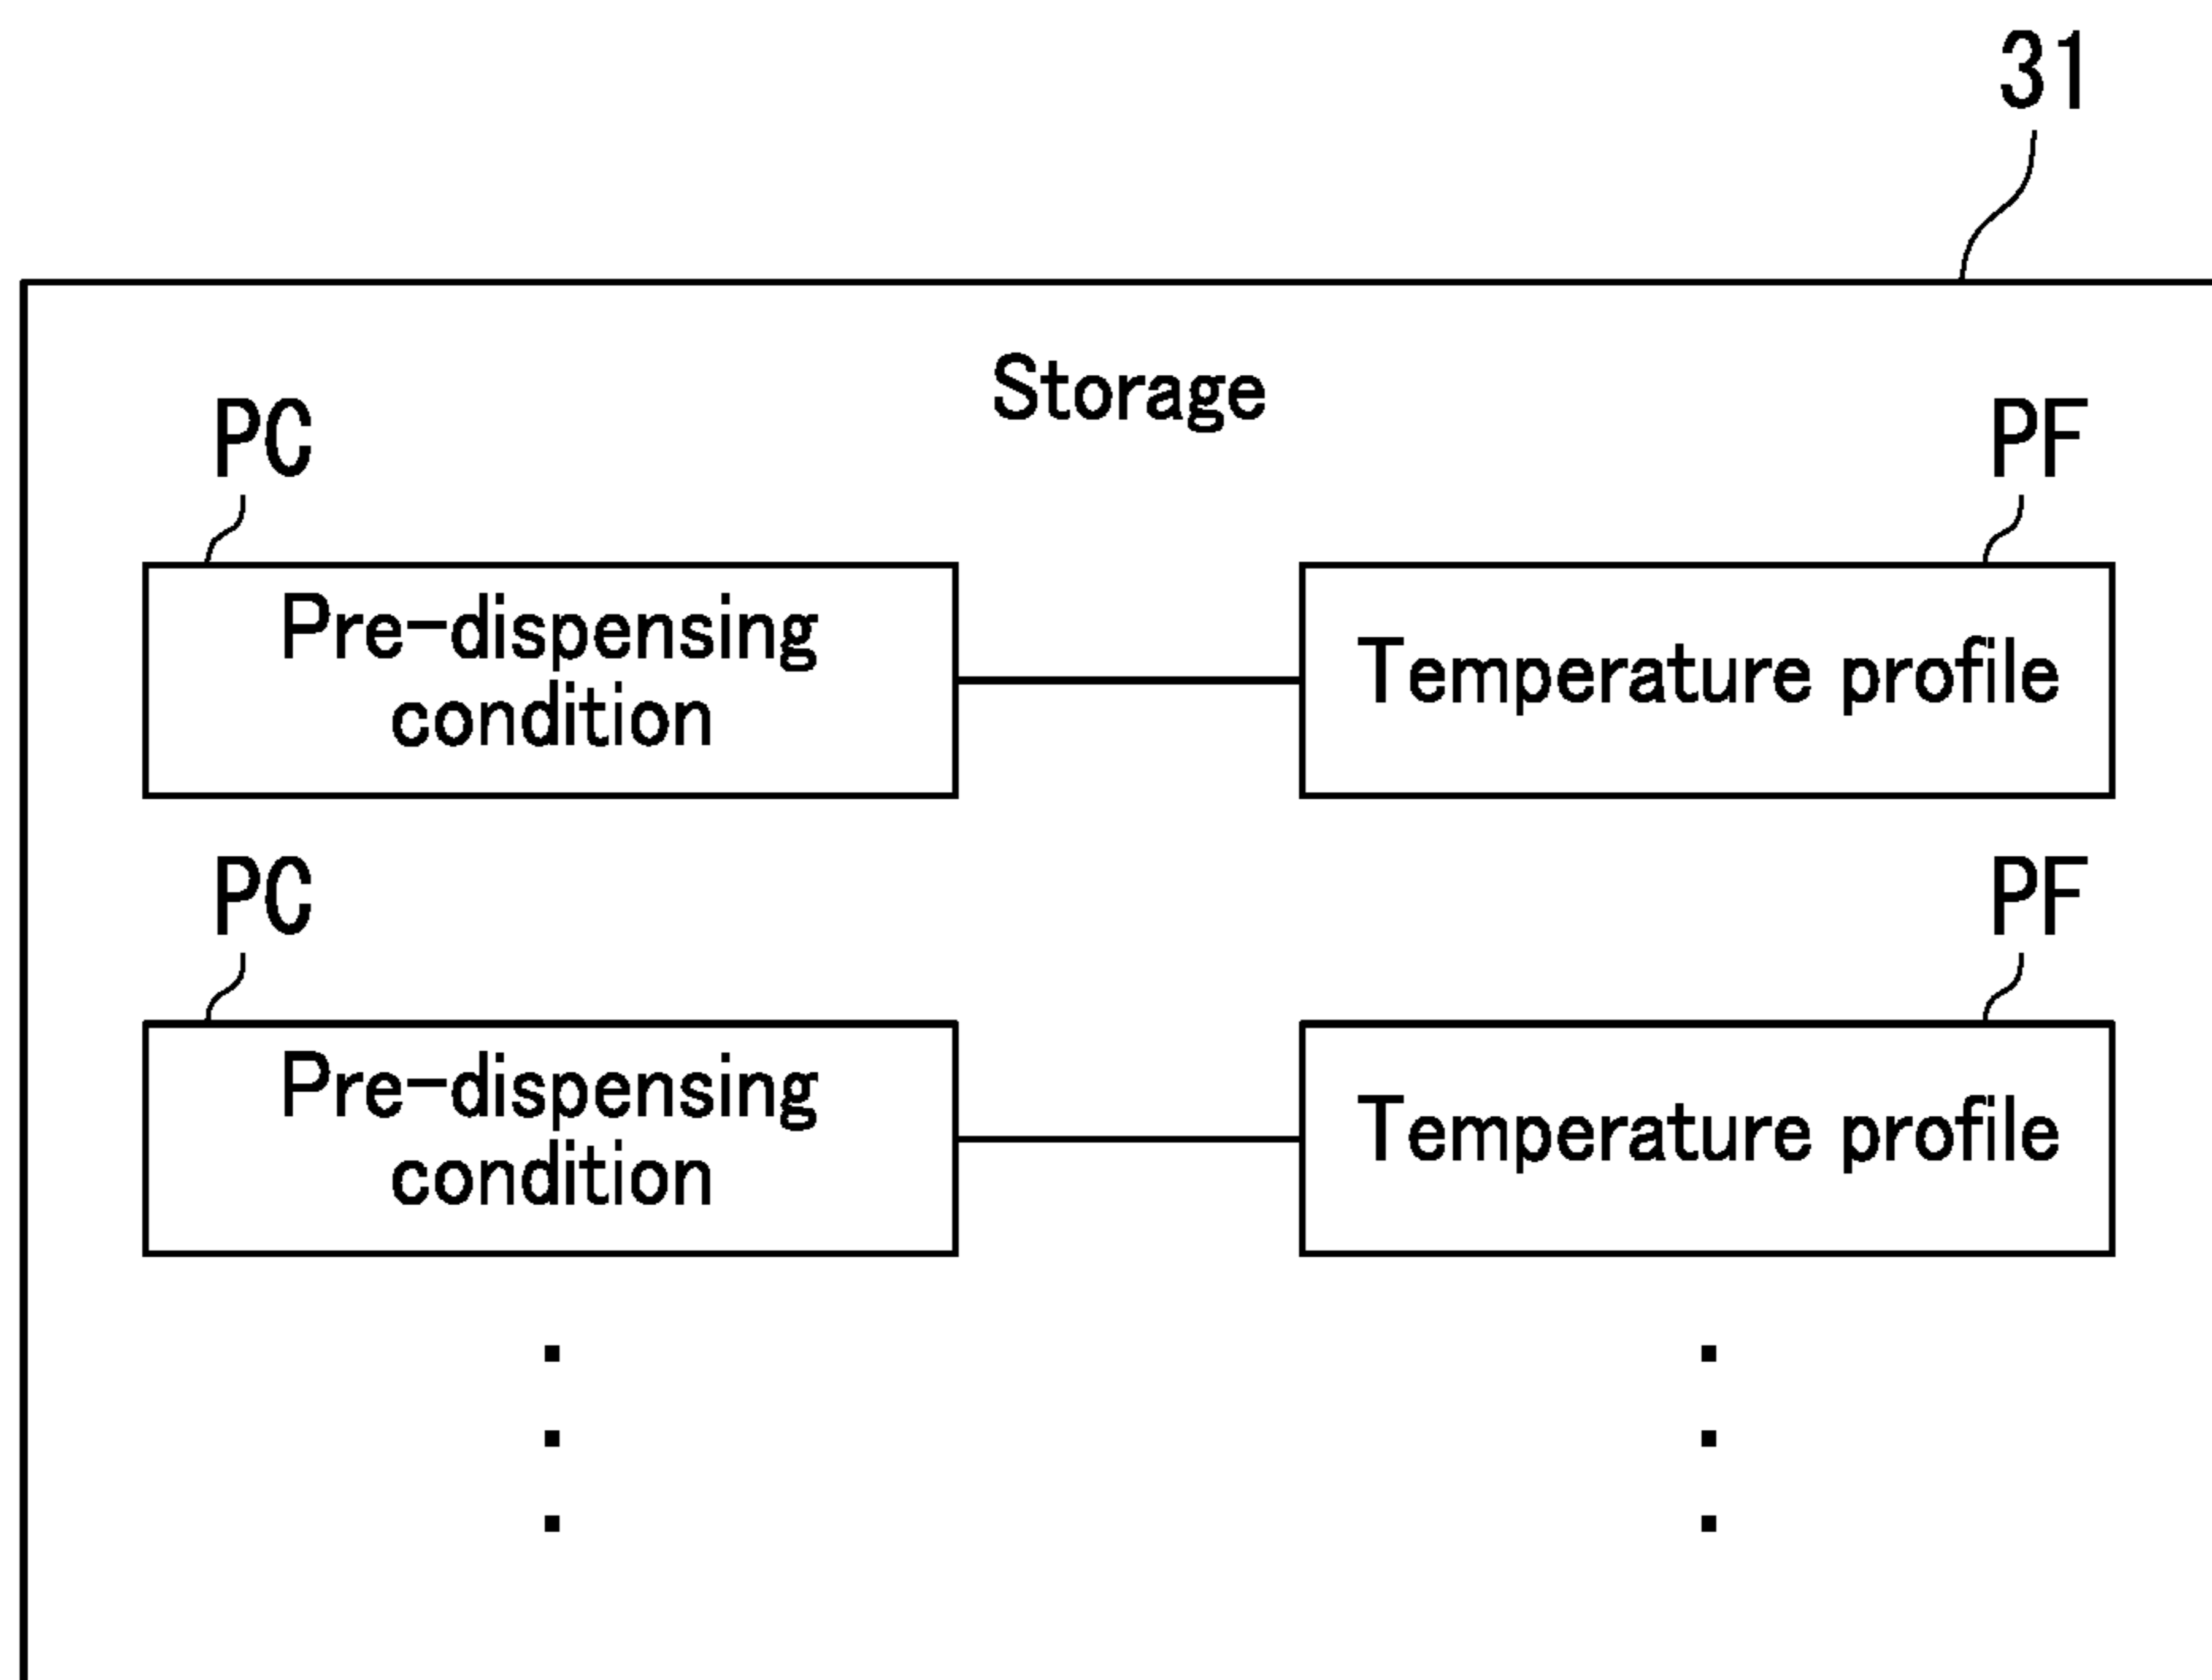 31
Storage
PC
PF
Pre-dispensing
condition
Temperature profile
PC
PF
Pre-dispensing
condition
Temperature profile